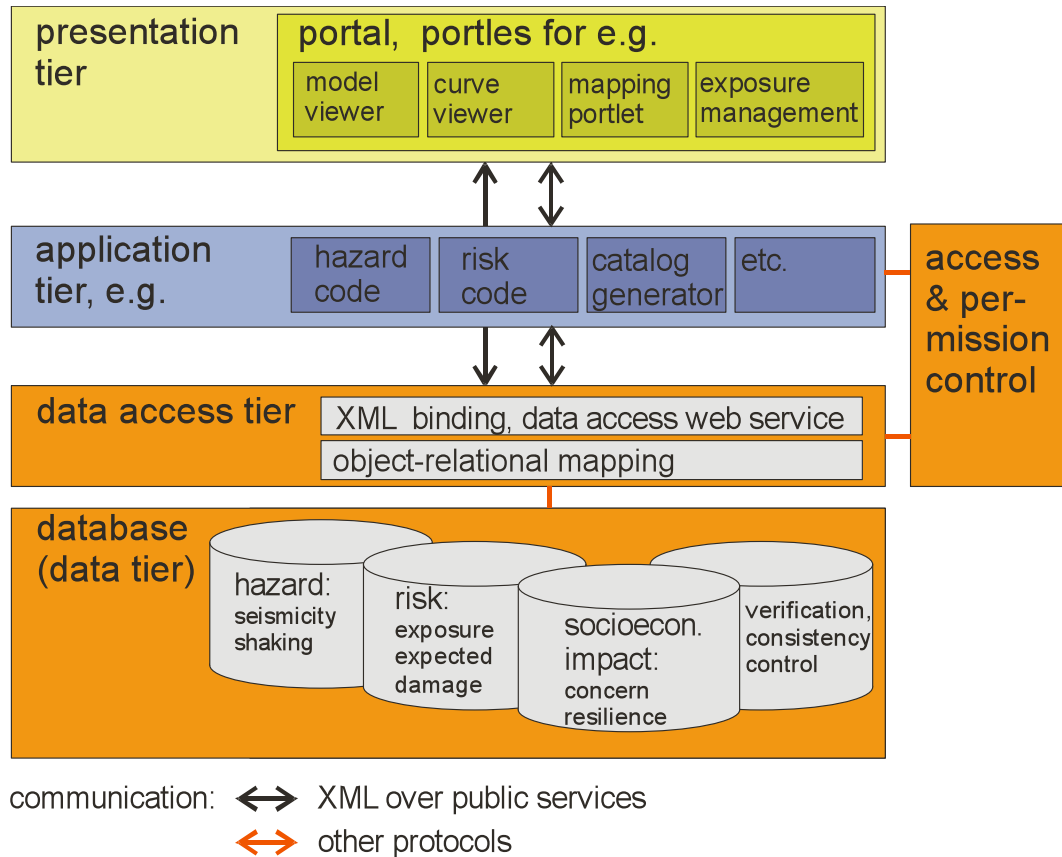 presentation
tier
portal, portles for e.g.
model
viewer
curve
viewer
mapping
portlet
exposure
management
application
tier, e.g.
hazard
code
risk
code
catalog
generator
etc.
access
& per-
mission
control
data access tier
XML binding, data access web service
object-relational mapping
database
(data tier)
hazard:
seismicity
shaking
risk:
exposure
expected
damage
socioecon.
impact:
concern
resilience
verification,
consistency
control
communication:
XML over public services
other protocols